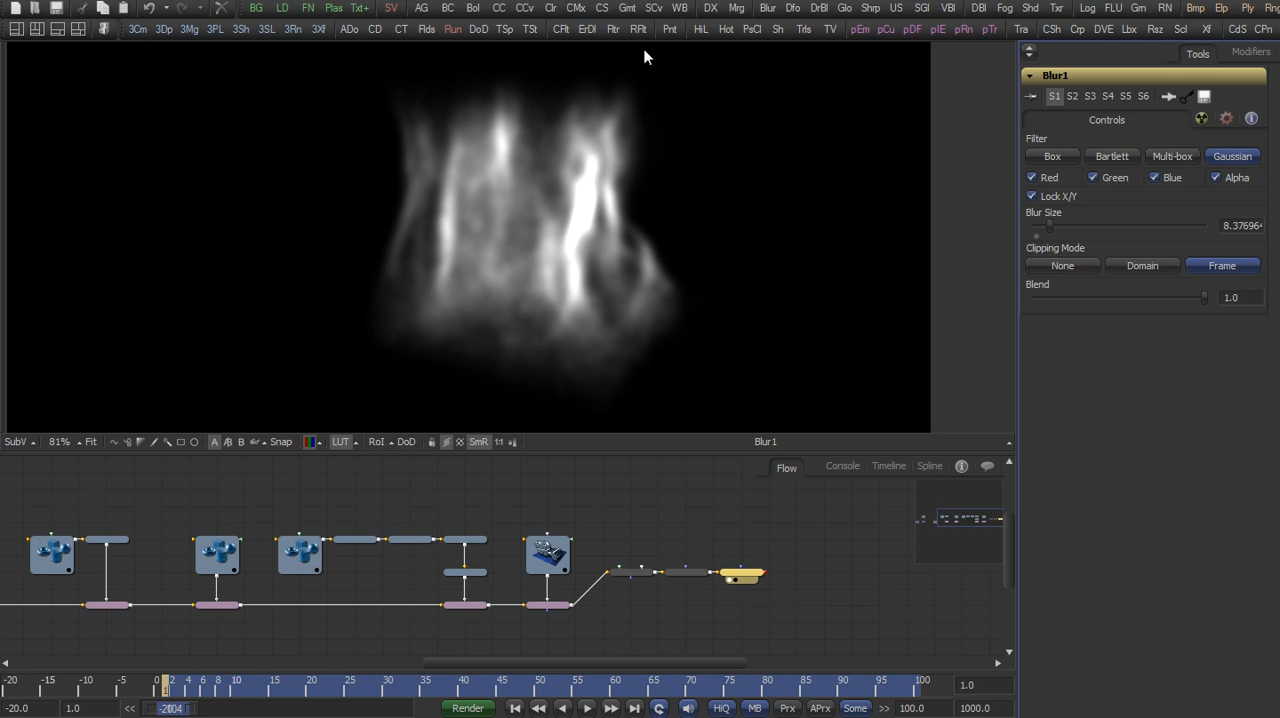 BG LD FN Plas Txt+ SV AG BC Bol CC CCv Clr CMx CS Gmt SCv WB DX Mrg Blur Dfo DrB Glo Shrp US SGl VBl DBl Fog Shd Txr Log FLU Gm RN Bmp Elp Ply
3Cm 3Dp 3Mg 3PL 3Sh 3SL 3Rn 3Xf ADo CD CT Flds Run DoD TSp TSt CFlt ErDl Fltr RFlt Pnt HiL Hot PsCl Sh Trls TV pEm pCu pDF pIE pRn pTr Tra CSh Crp DVE Lbx Rsz Scl Xf CdS CPn
Tools Modifiers
Blur1
S1 S2 S3 S4 S5 S6
Controls
Filter
Box Bartlett Multi-box Gaussian
Red Green Blue Alpha
Lock X/Y
Blur Size
8.37696
Clipping Mode
None Domain Frame
Blend
1.0
SubV 81% Fit A B Snap LUT RoI DoD SmR 1:1 Blur1
Flow Console Timeline Spline
-20 -15 -10 -5 0 2 4 6 8 10 15 20 25 30 35 40 45 50 55 60 65 70 75 80 85 90 95 100 1.0
1
-20.0 1.0 << Render HiQ MB Prx APrx Some >> 100.0 1000.0